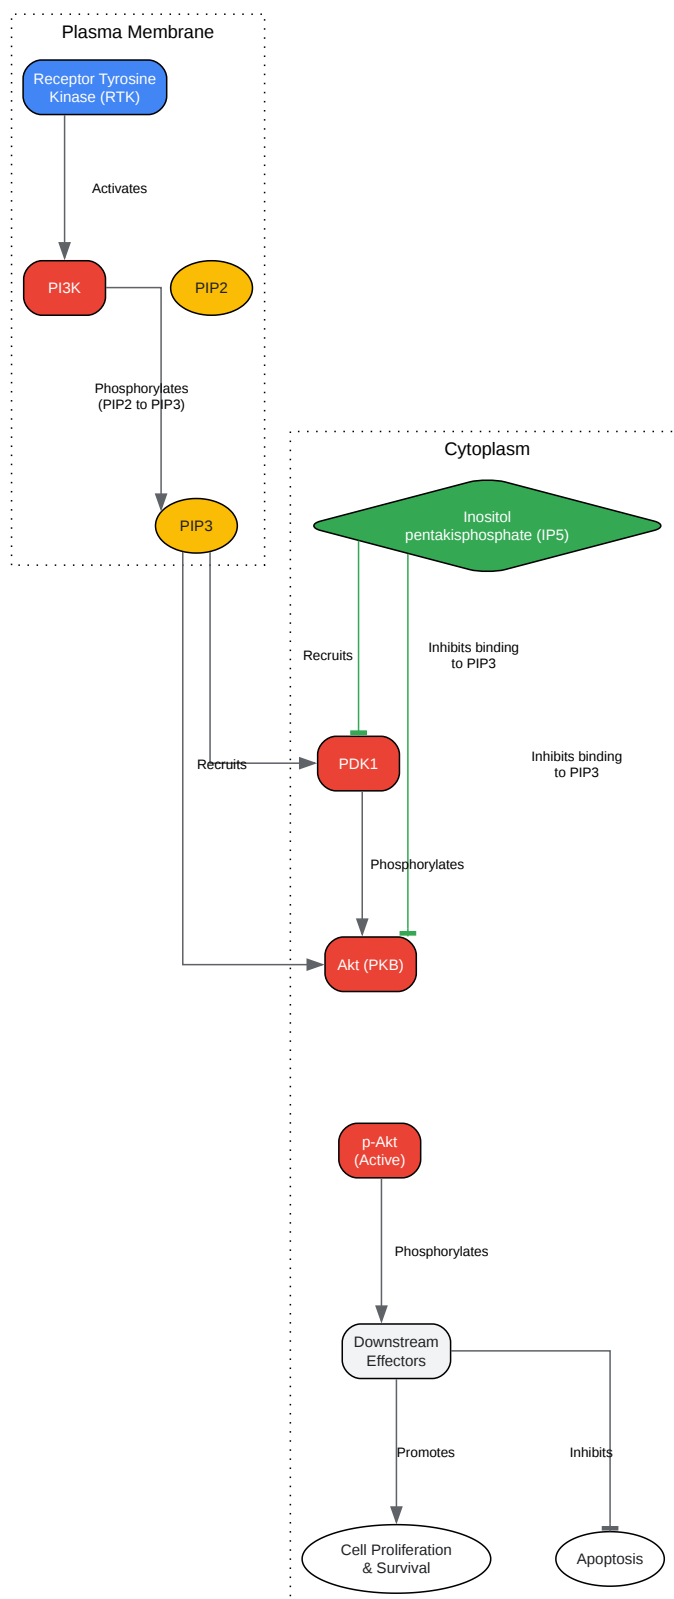 Plasma Membrane
Receptor Tyrosine
Kinase (RTK)
Activates
PI3K
PIP2
Phosphorylates
(PIP2 to PIP3)
PIP3
Cytoplasm
Inositol
pentakisphosphate (IP5)
Recruits
Inhibits binding
to PIP3
Inhibits binding
to PIP3
Recruits
PDK1
Phosphorylates
Akt (PKB)
p-Akt
(Active)
Phosphorylates
Downstream
Effectors
Promotes
Inhibits
Cell Proliferation
& Survival
Apoptosis